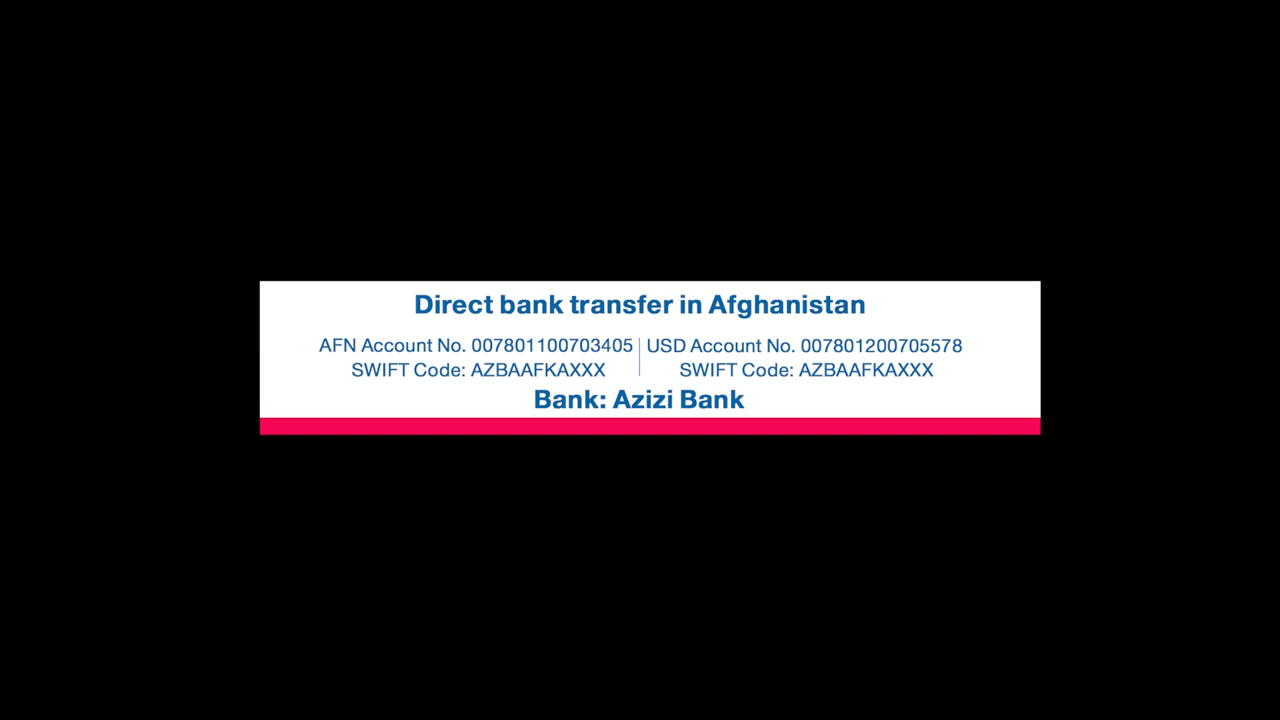 Direct bank transfer in Afghanistan
AFN Account No. 007801100703405
SWIFT Code: AZBAAFKAXXX
USD Account No. 007801200705578
SWIFT Code: AZBAAFKAXXX
Bank: Azizi Bank